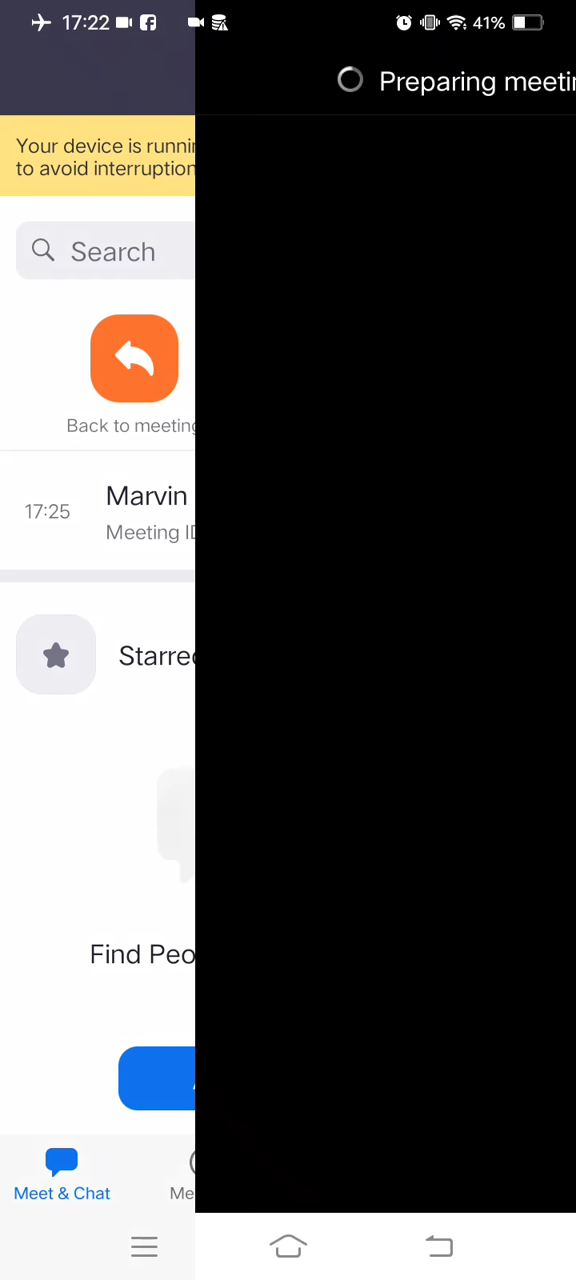 17:22
41%
Preparing meetin
Your device is runnin
to avoid interruption
Search
Back to meeting
17:25
Marvin
Meeting ID
Starred
Find Peo
Meet & Chat
Me